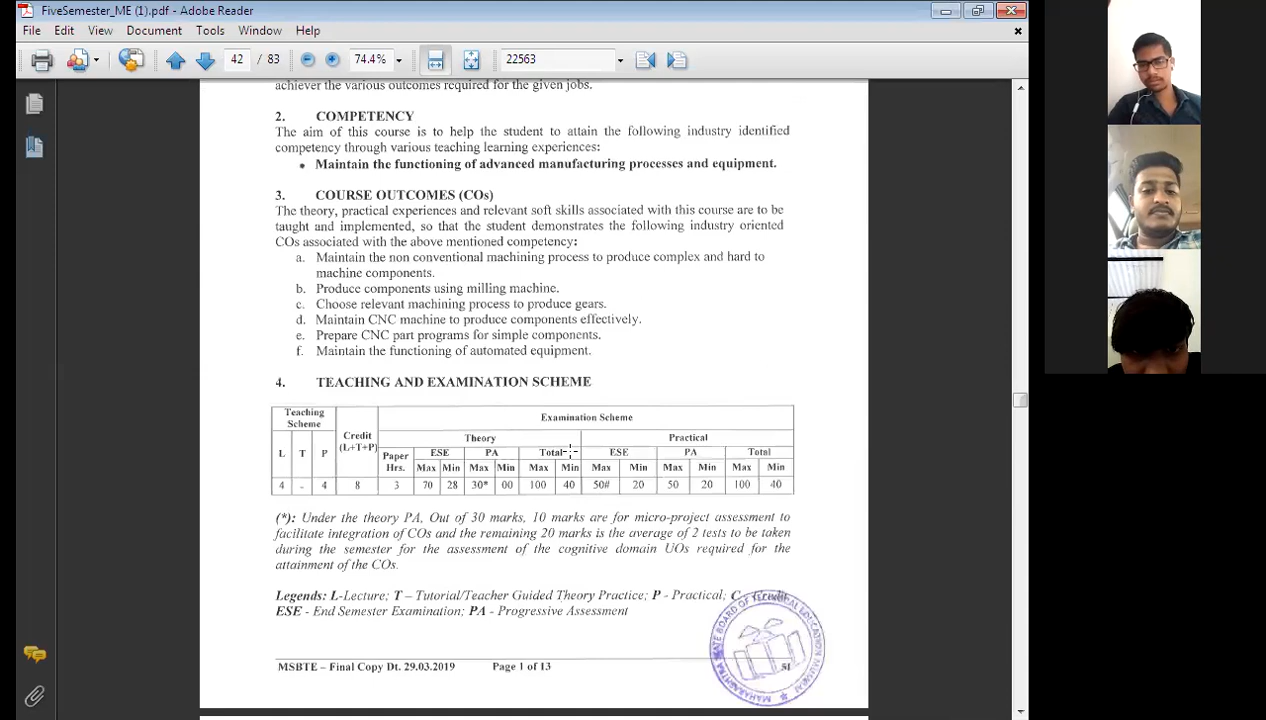 FiveSemester_ME (1).pdf - Adobe Reader
File Edit View Document Tools Window Help
42 / 83 74.4% 22563
achiever the various outcomes required for the given jobs.
2. COMPETENCY
The aim of this course is to help the student to attain the following industry identified
competency through various teaching learning experiences:
• Maintain the functioning of advanced manufacturing processes and equipment.
3. COURSE OUTCOMES (COs)
The theory, practical experiences and relevant soft skills associated with this course are to be
taught and implemented, so that the student demonstrates the following industry oriented
COs associated with the above mentioned competency:
a. Maintain the non conventional machining process to produce complex and hard to
machine components.
b. Produce components using milling machine.
c. Choose relevant machining process to produce gears.
d. Maintain CNC machine to produce components effectively.
e. Prepare CNC part programs for simple components.
f. Maintain the functioning of automated equipment.
4. TEACHING AND EXAMINATION SCHEME
Teaching Scheme Credit (L+T+P) Examination Scheme
Theory Practical
L T P Paper Hrs. ESE PA Total ESE PA Total
Max Min Max Min Max Min Max Min Max Min Max Min
4 - 4 8 3 70 28 30* 00 100 40 50# 20 50 20 100 40
(*): Under the theory PA, Out of 30 marks, 10 marks are for micro-project assessment to
facilitate integration of COs and the remaining 20 marks is the average of 2 tests to be taken
during the semester for the assessment of the cognitive domain UOs required for the
attainment of the COs.
Legends: L-Lecture; T – Tutorial/Teacher Guided Theory Practice; P - Practical; C
ESE - End Semester Examination; PA - Progressive Assessment
MSBTE – Final Copy Dt. 29.03.2019 Page 1 of 13 51